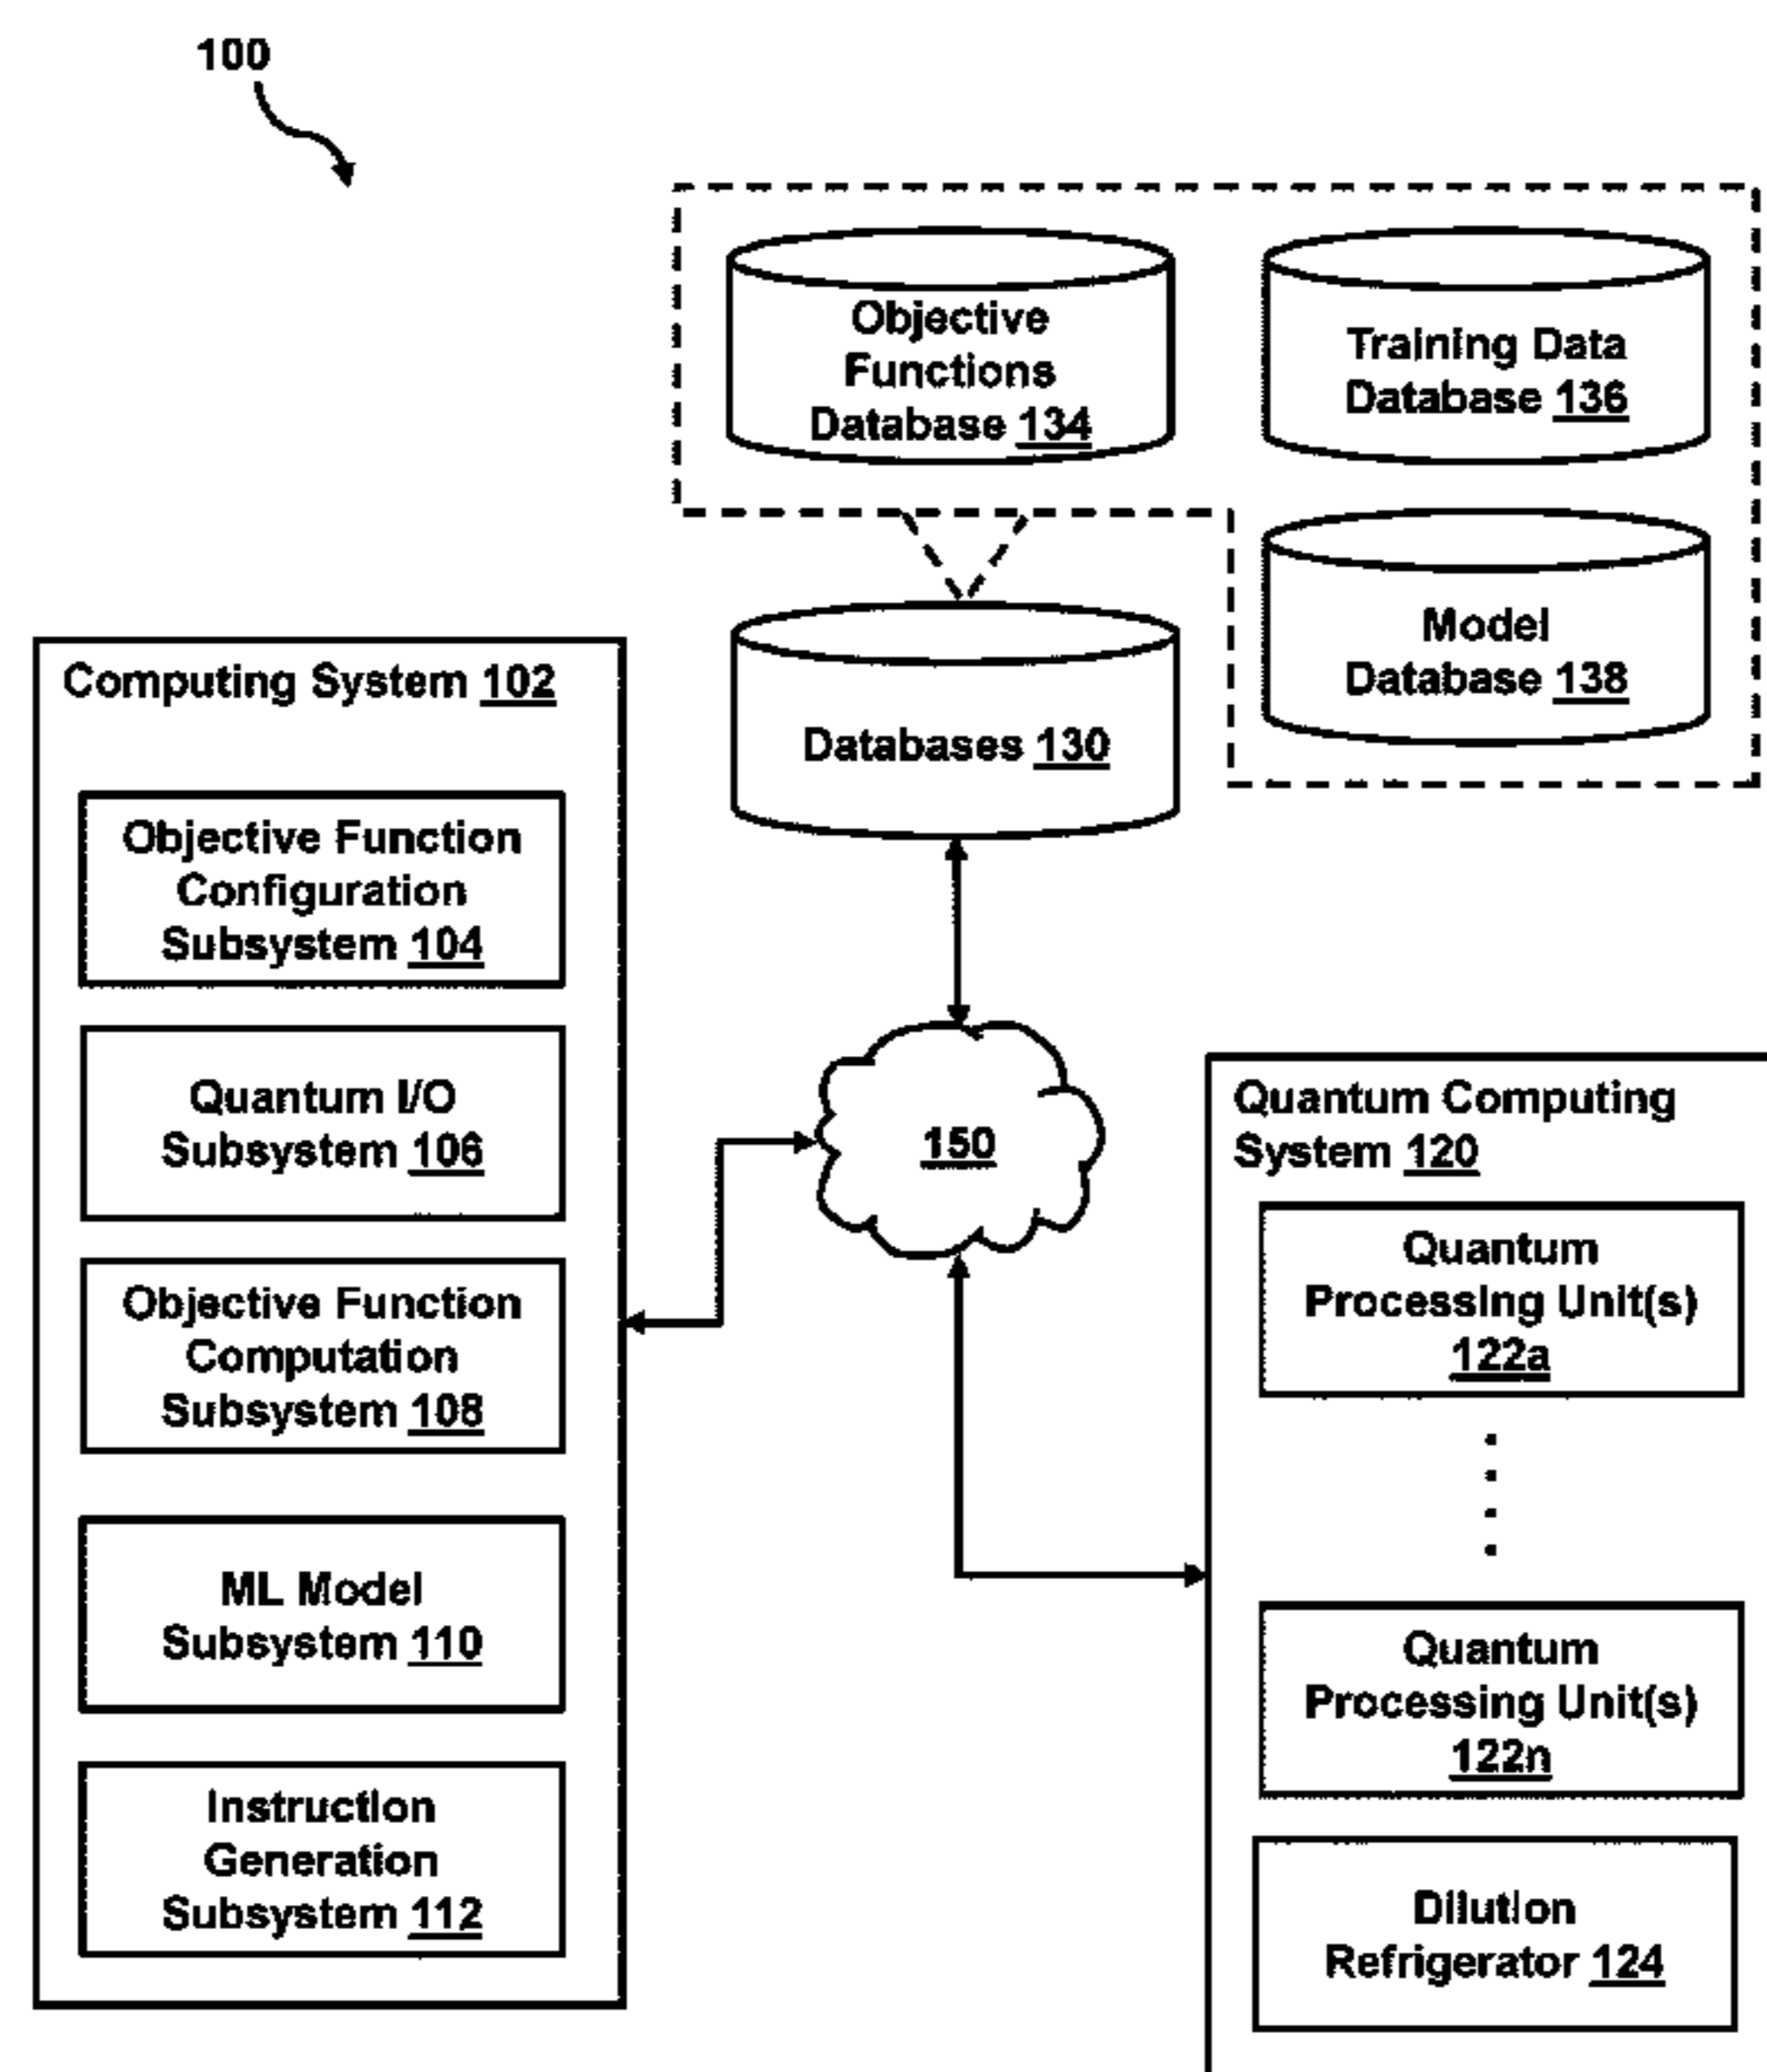 100
Objective
Functions
Database 134
Training Data
Database 136
Model
Database 138
Databases 130
Computing System 102
Objective Function
Configuration
Subsystem 104
Quantum I/O
Subsystem 106
Objective Function
Computation
Subsystem 108
ML Model
Subsystem 110
Instruction
Generation
Subsystem 112
150
Quantum Computing
System 120
Quantum
Processing Unit(s)
122a
Quantum
Processing Unit(s)
122n
Dilution
Refrigerator 124